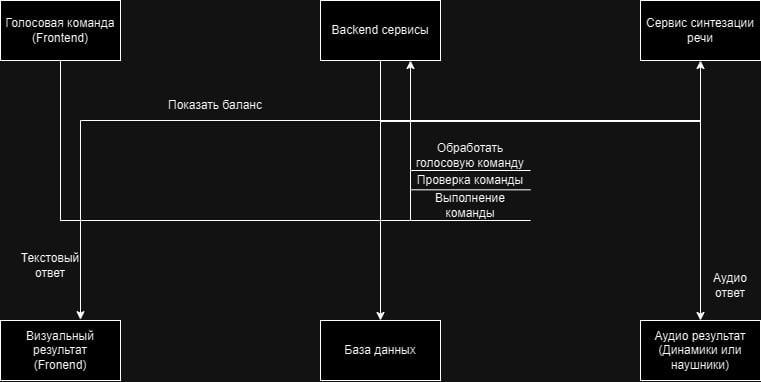 Голосовая команда
(Frontend)
Backend сервисы
Сервис синтезации
речи
Показать баланс
Обработать
голосовую команду
Проверка команды
Выполнение
команды
Текстовый
ответ
Аудио
ответ
Визуальный
результат
(Fronend)
База данных
Аудио результат
(Динамики или
наушники)